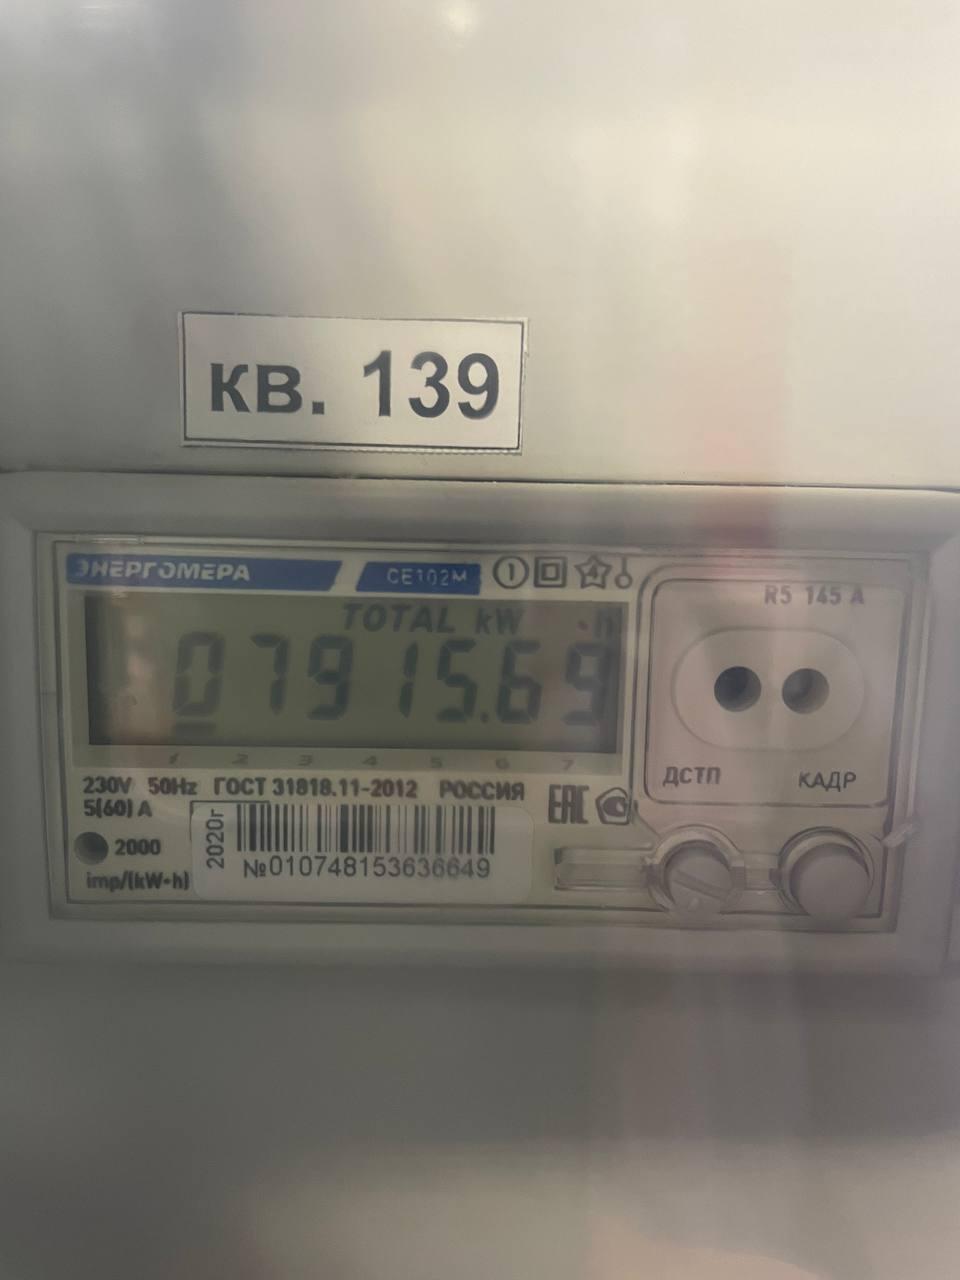 кв. 139
ЭНЕРГОМЕРА CE102M
R5 145 A
TOTAL kW h
07915.69
1 2 3 4 5 6 7
ДСТП КАДР
230V 50Hz ГОСТ 31818.11-2012 РОССИЯ
5(60) A
EAC
2020г
2000
№010748153636649
imp/(kW•h)